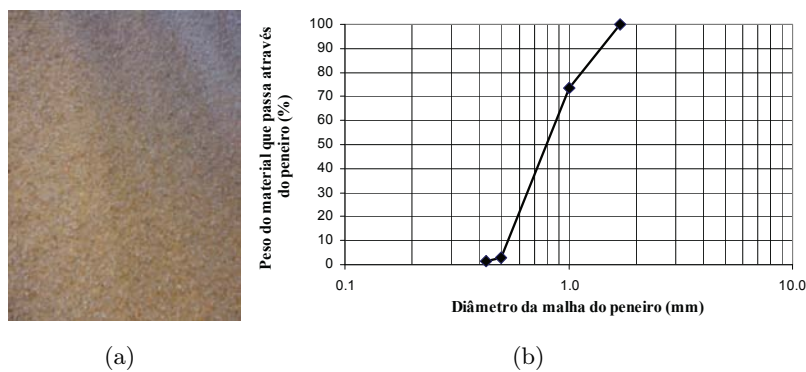 Peso do material que passa através
do peneiro (%)
100
90
80
70
60
50
40
30
20
10
0
0.1
1.0
10.0
Diâmetro da malha do peneiro (mm)
(a)
(b)